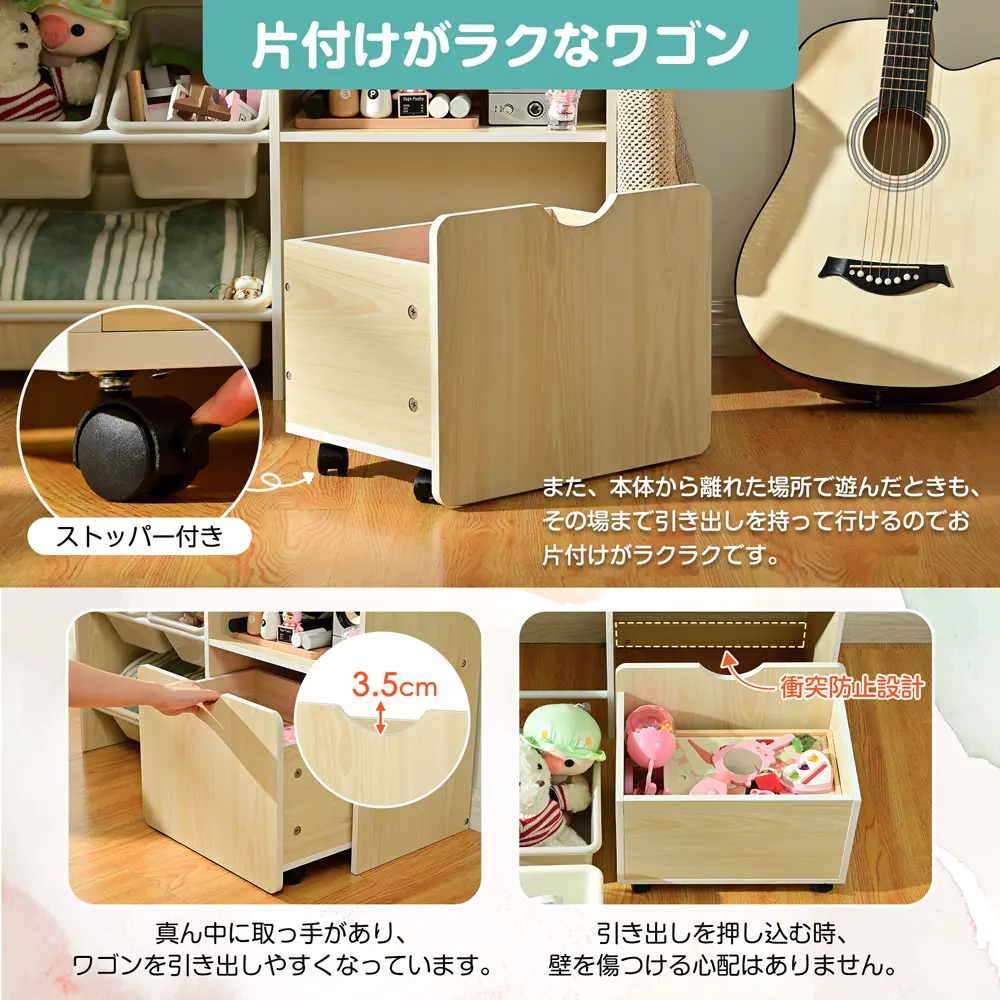 片付けがラクなワゴン
ストッパー付き
また、本体から離れた場所で遊んだときも、
その場まで引き出しを持って行けるのでお
片付けがラクラクです。
3.5cm
衝突防止設計
真ん中に取っ手があり、
ワゴンを引き出しやすくなっています。
引き出しを押し込む時、
壁を傷つける心配はありません。